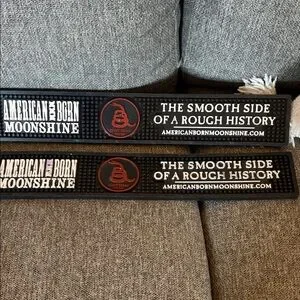 AMERICAN BORN
MOONSHINE
THE SMOOTH SIDE
OF A ROUGH HISTORY
AMERICANBORNMOONSHINE.COM
AMERICAN BORN
MOONSHINE
THE SMOOTH SIDE
OF A ROUGH HISTORY
AMERICANBORNMOONSHINE.COM